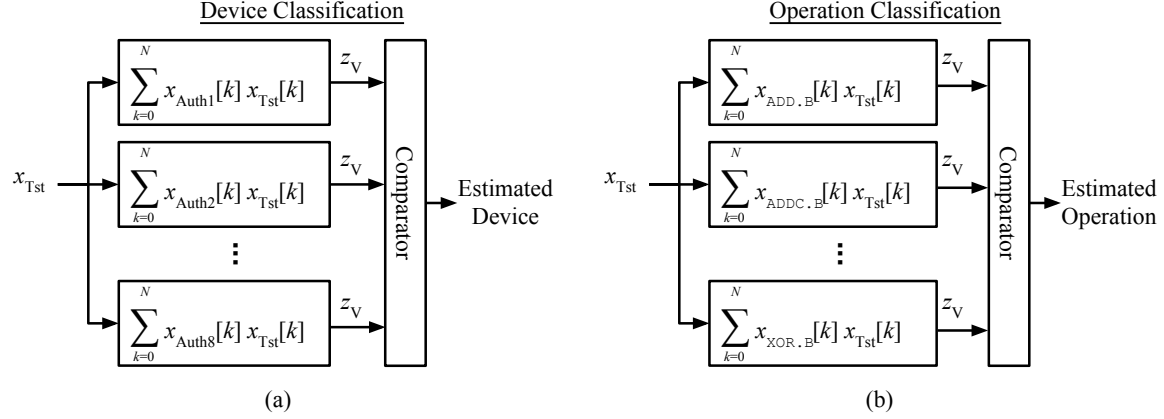 Device Classification
N
∑ x_Auth1[k] x_Tst[k]
k=0
z_V
N
∑ x_Auth2[k] x_Tst[k]
k=0
z_V
x_Tst
⋮
N
∑ x_Auth8[k] x_Tst[k]
k=0
z_V
Comparator
Estimated
Device
(a)
Operation Classification
N
∑ x_ADD.B[k] x_Tst[k]
k=0
z_V
N
∑ x_ADDC.B[k] x_Tst[k]
k=0
z_V
x_Tst
⋮
N
∑ x_XOR.B[k] x_Tst[k]
k=0
z_V
Comparator
Estimated
Operation
(b)